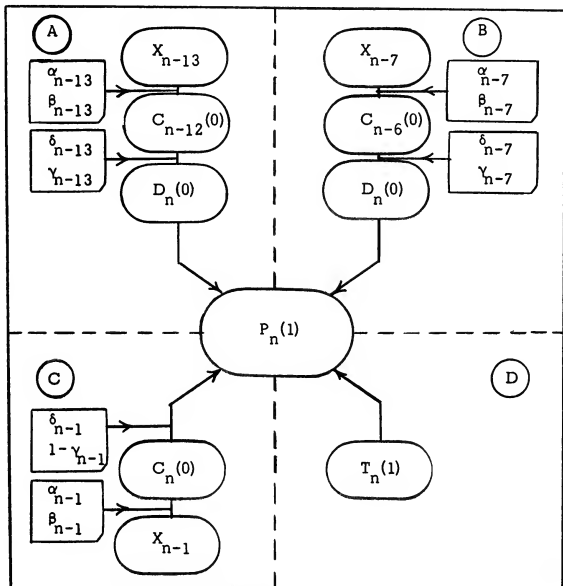 A
X_{n-13}
α_{n-13}
β_{n-13}
C_{n-12}(0)
δ_{n-13}
γ_{n-13}
D_n(0)
B
X_{n-7}
α_{n-7}
β_{n-7}
C_{n-6}(0)
δ_{n-7}
γ_{n-7}
D_n(0)
P_n(1)
C
δ_{n-1}
1-γ_{n-1}
C_n(0)
α_{n-1}
β_{n-1}
X_{n-1}
D
T_n(1)